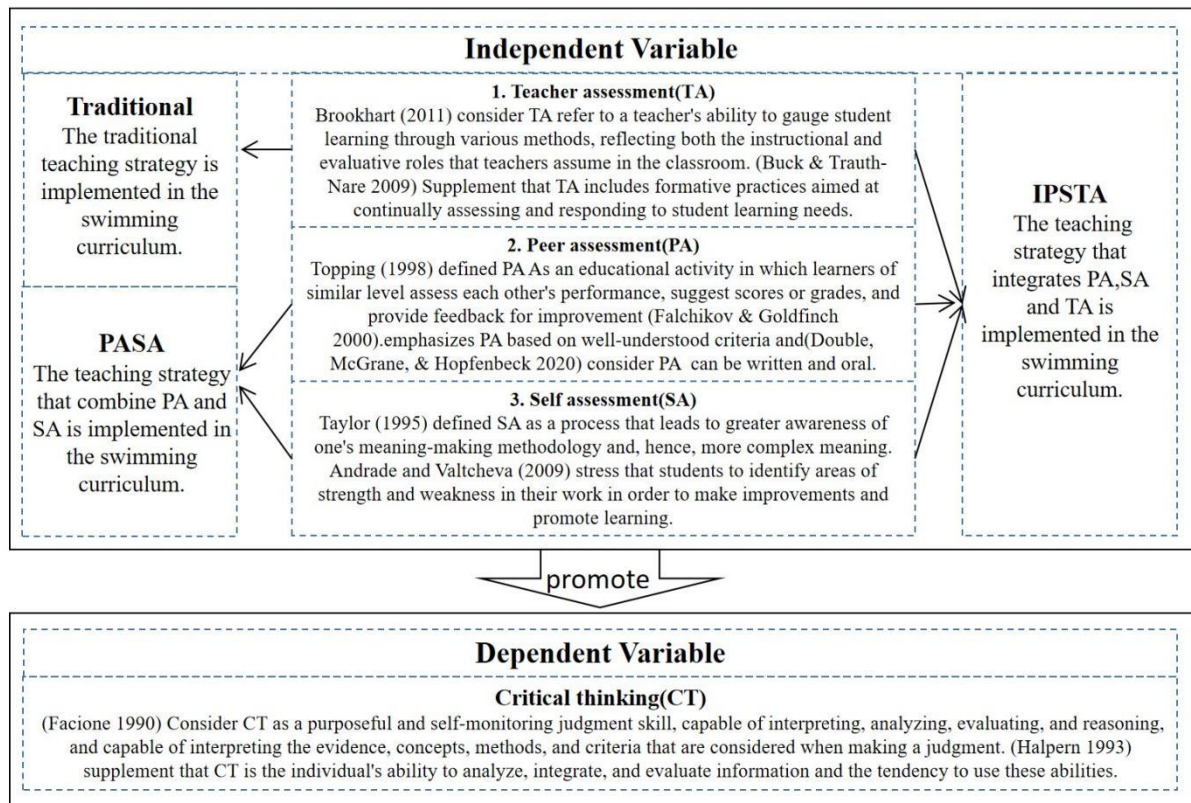 Independent Variable
Traditional
The traditional
teaching strategy is
implemented in the
swimming
curriculum.
PASA
The teaching strategy
that combine PA and
SA is implemented in
the swimming
curriculum.
1. Teacher assessment(TA)
Brookhart (2011) consider TA refer to a teacher's ability to gauge student
learning through various methods, reflecting both the instructional and
evaluative roles that teachers assume in the classroom. (Buck & Trauth-
Nare 2009) Supplement that TA includes formative practices aimed at
continually assessing and responding to student learning needs.
2. Peer assessment(PA)
Topping (1998) defined PA As an educational activity in which learners of
similar level assess each other's performance, suggest scores or grades, and
provide feedback for improvement (Falchikov & Goldfinch
2000).emphasizes PA based on well-understood criteria and(Double,
McGrane, & Hopfenbeck 2020) consider PA can be written and oral.
3. Self assessment(SA)
Taylor (1995) defined SA as a process that leads to greater awareness of
one's meaning-making methodology and, hence, more complex meaning.
Andrade and Valtcheva (2009) stress that students to identify areas of
strength and weakness in their work in order to make improvements and
promote learning.
IPSTA
The teaching
strategy that
integrates PA,SA
and TA is
implemented in the
swimming
curriculum.
promote
Dependent Variable
Critical thinking(CT)
(Facione 1990) Consider CT as a purposeful and self-monitoring judgment skill, capable of interpreting, analyzing, evaluating, and reasoning,
and capable of interpreting the evidence, concepts, methods, and criteria that are considered when making a judgment. (Halpern 1993)
supplement that CT is the individual's ability to analyze, integrate, and evaluate information and the tendency to use these abilities.